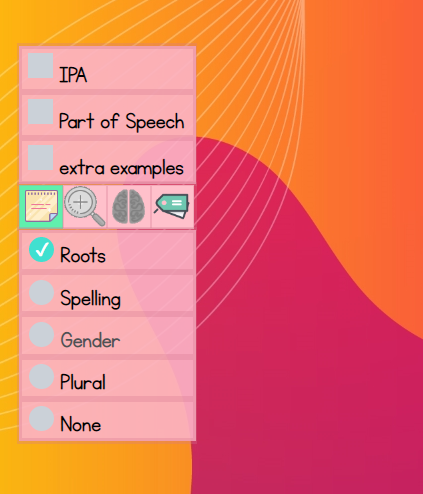 IPA
Part of Speech
extra examples
Roots
Spelling
Gender
Plural
None